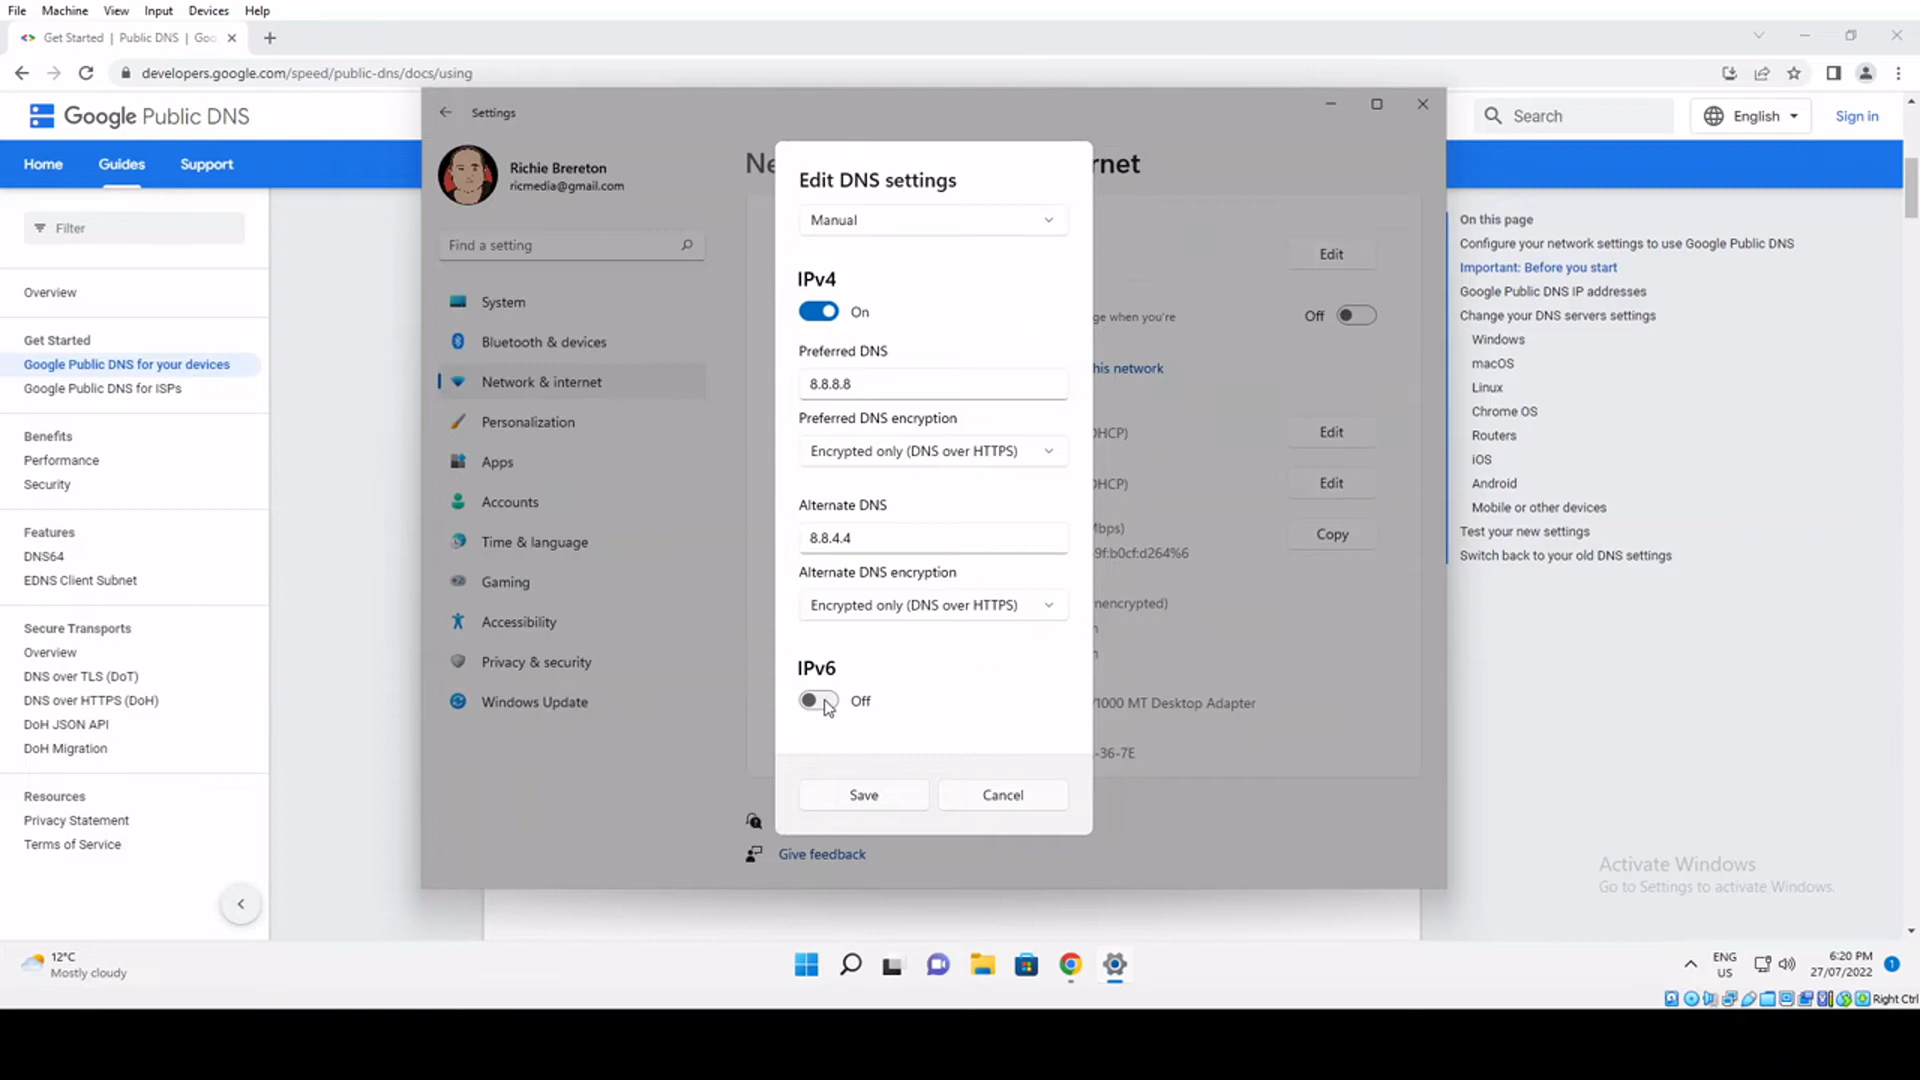 File Machine View Input Devices Help
Get Started | Public DNS | Goo
developers.google.com/speed/public-dns/docs/using
Google Public DNS
Search
English
Sign in
Home Guides Support
Filter
Overview
Get Started
Google Public DNS for your devices
Google Public DNS for ISPs
Benefits
Performance
Security
Features
DNS64
EDNS Client Subnet
Secure Transports
Overview
DNS over TLS (DoT)
DNS over HTTPS (DoH)
DoH JSON API
DoH Migration
Resources
Privacy Statement
Terms of Service
Settings
Richie Brereton
ricmedia@gmail.com
Find a setting
System
Bluetooth & devices
Network & internet
Personalization
Apps
Accounts
Time & language
Gaming
Accessibility
Privacy & security
Windows Update
Ne
rnet
Edit
ge when you're
Off
his network
DHCP)
Edit
DHCP)
Edit
Mbps)
Copy
9f:b0cf:d264%6
nencrypted)
n
n
/1000 MT Desktop Adapter
-36-7E
Give feedback
Edit DNS settings
Manual
IPv4
On
Preferred DNS
8.8.8.8
Preferred DNS encryption
Encrypted only (DNS over HTTPS)
Alternate DNS
8.8.4.4
Alternate DNS encryption
Encrypted only (DNS over HTTPS)
IPv6
Off
Save
Cancel
On this page
Configure your network settings to use Google Public DNS
Important: Before you start
Google Public DNS IP addresses
Change your DNS servers settings
Windows
macOS
Linux
Chrome OS
Routers
iOS
Android
Mobile or other devices
Test your new settings
Switch back to your old DNS settings
Activate Windows
Go to Settings to activate Windows.
12°C
Mostly cloudy
ENG
US
6:20 PM
27/07/2022
1
Right Ctrl